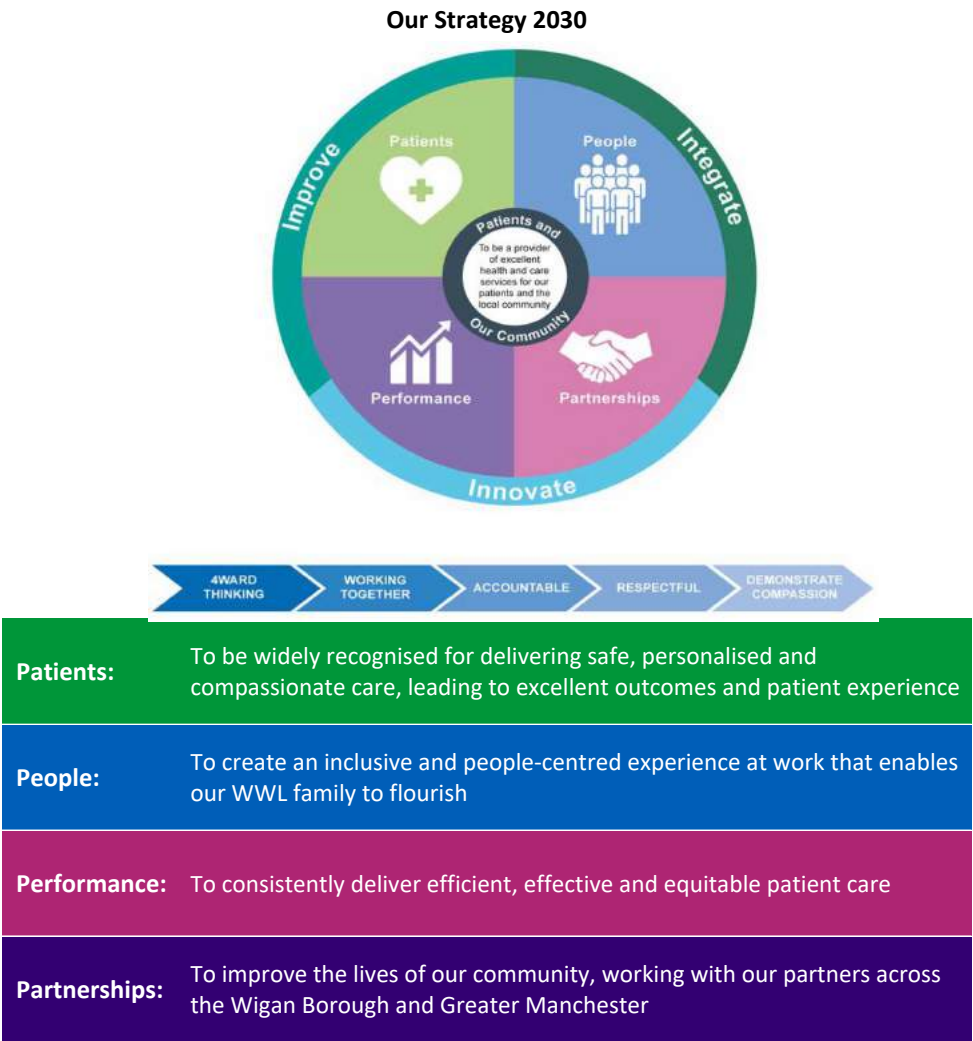 Our Strategy 2030
Improve
Integrate
Innovate
Patients
People
Patients and
To be a provider
of excellent
health and care
services for our
patients and the
local community
Our Community
Performance
Partnerships
4WARD
THINKING
WORKING
TOGETHER
ACCOUNTABLE
RESPECTFUL
DEMONSTRATE
COMPASSION
Patients:
To be widely recognised for delivering safe, personalised and
compassionate care, leading to excellent outcomes and patient experience
People:
To create an inclusive and people-centred experience at work that enables
our WWL family to flourish
Performance:
To consistently deliver efficient, effective and equitable patient care
Partnerships:
To improve the lives of our community, working with our partners across
the Wigan Borough and Greater Manchester